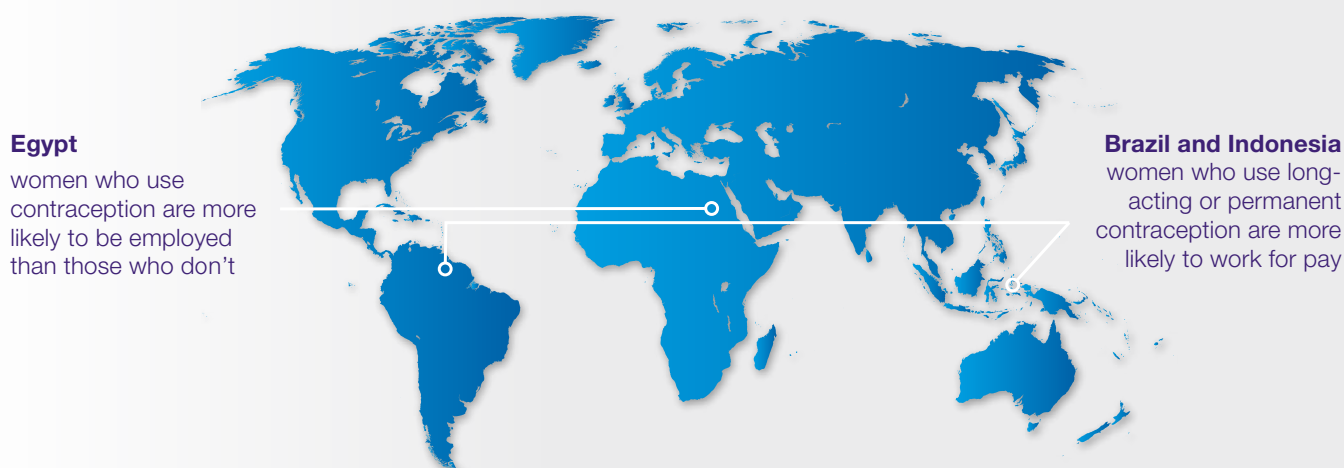 Egypt
women who use
contraception are more
likely to be employed
than those who don’t
Brazil and Indonesia
women who use long-
acting or permanent
contraception are more
likely to work for pay